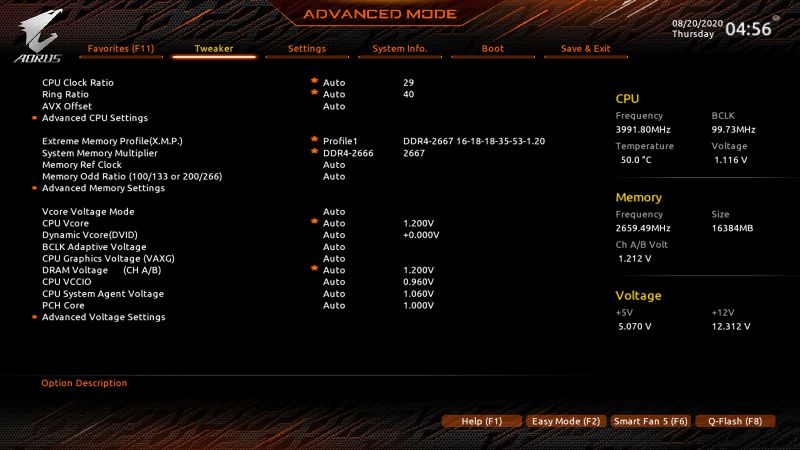 ADVANCED MODE
AORUS
08/20/2020 Thursday 04:56
Favorites (F11) Tweaker Settings System Info. Boot Save & Exit
CPU Clock Ratio Auto 29
Ring Ratio Auto 40
AVX Offset Auto
Advanced CPU Settings
Extreme Memory Profile(X.M.P.) Profile1 DDR4-2667 16-18-18-35-53-1.20
System Memory Multiplier DDR4-2666 2667
Memory Ref Clock Auto
Memory Odd Ratio (100/133 or 200/266) Auto
Advanced Memory Settings
Vcore Voltage Mode Auto
CPU Vcore Auto 1.200V
Dynamic Vcore(DVID) Auto +0.000V
BCLK Adaptive Voltage Auto
CPU Graphics Voltage (VAXG) Auto
DRAM Voltage (CH A/B) Auto 1.200V
CPU VCCIO Auto 0.960V
CPU System Agent Voltage Auto 1.060V
PCH Core Auto 1.000V
Advanced Voltage Settings
CPU
Frequency BCLK
3991.80MHz 99.73MHz
Temperature Voltage
50.0 °C 1.116 V
Memory
Frequency Size
2659.49MHz 16384MB
Ch A/B Volt
1.212 V
Voltage
+5V +12V
5.070 V 12.312 V
Option Description
Help (F1) Easy Mode (F2) Smart Fan 5 (F6) Q-Flash (F8)